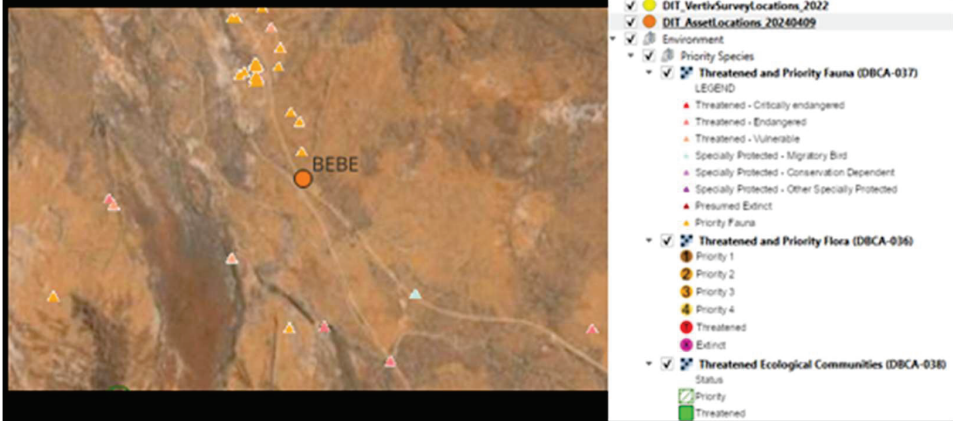 BEBE
DIT_VertivSurveyLocations_2022
DIT_AssetLocations_20240409
Environment
Priority Species
Threatened and Priority Fauna (DBCA-037)
LEGEND
Threatened - Critically endangered
Threatened - Endangered
Threatened - Vulnerable
Specially Protected - Migratory Bird
Specially Protected - Conservation Dependent
Specially Protected - Other Specially Protected
Presumed Extinct
Priority Fauna
Threatened and Priority Flora (DBCA-036)
1 Priority 1
2 Priority 2
3 Priority 3
4 Priority 4
Threatened
Extinct
Threatened Ecological Communities (DBCA-038)
Status
Priority
Threatened